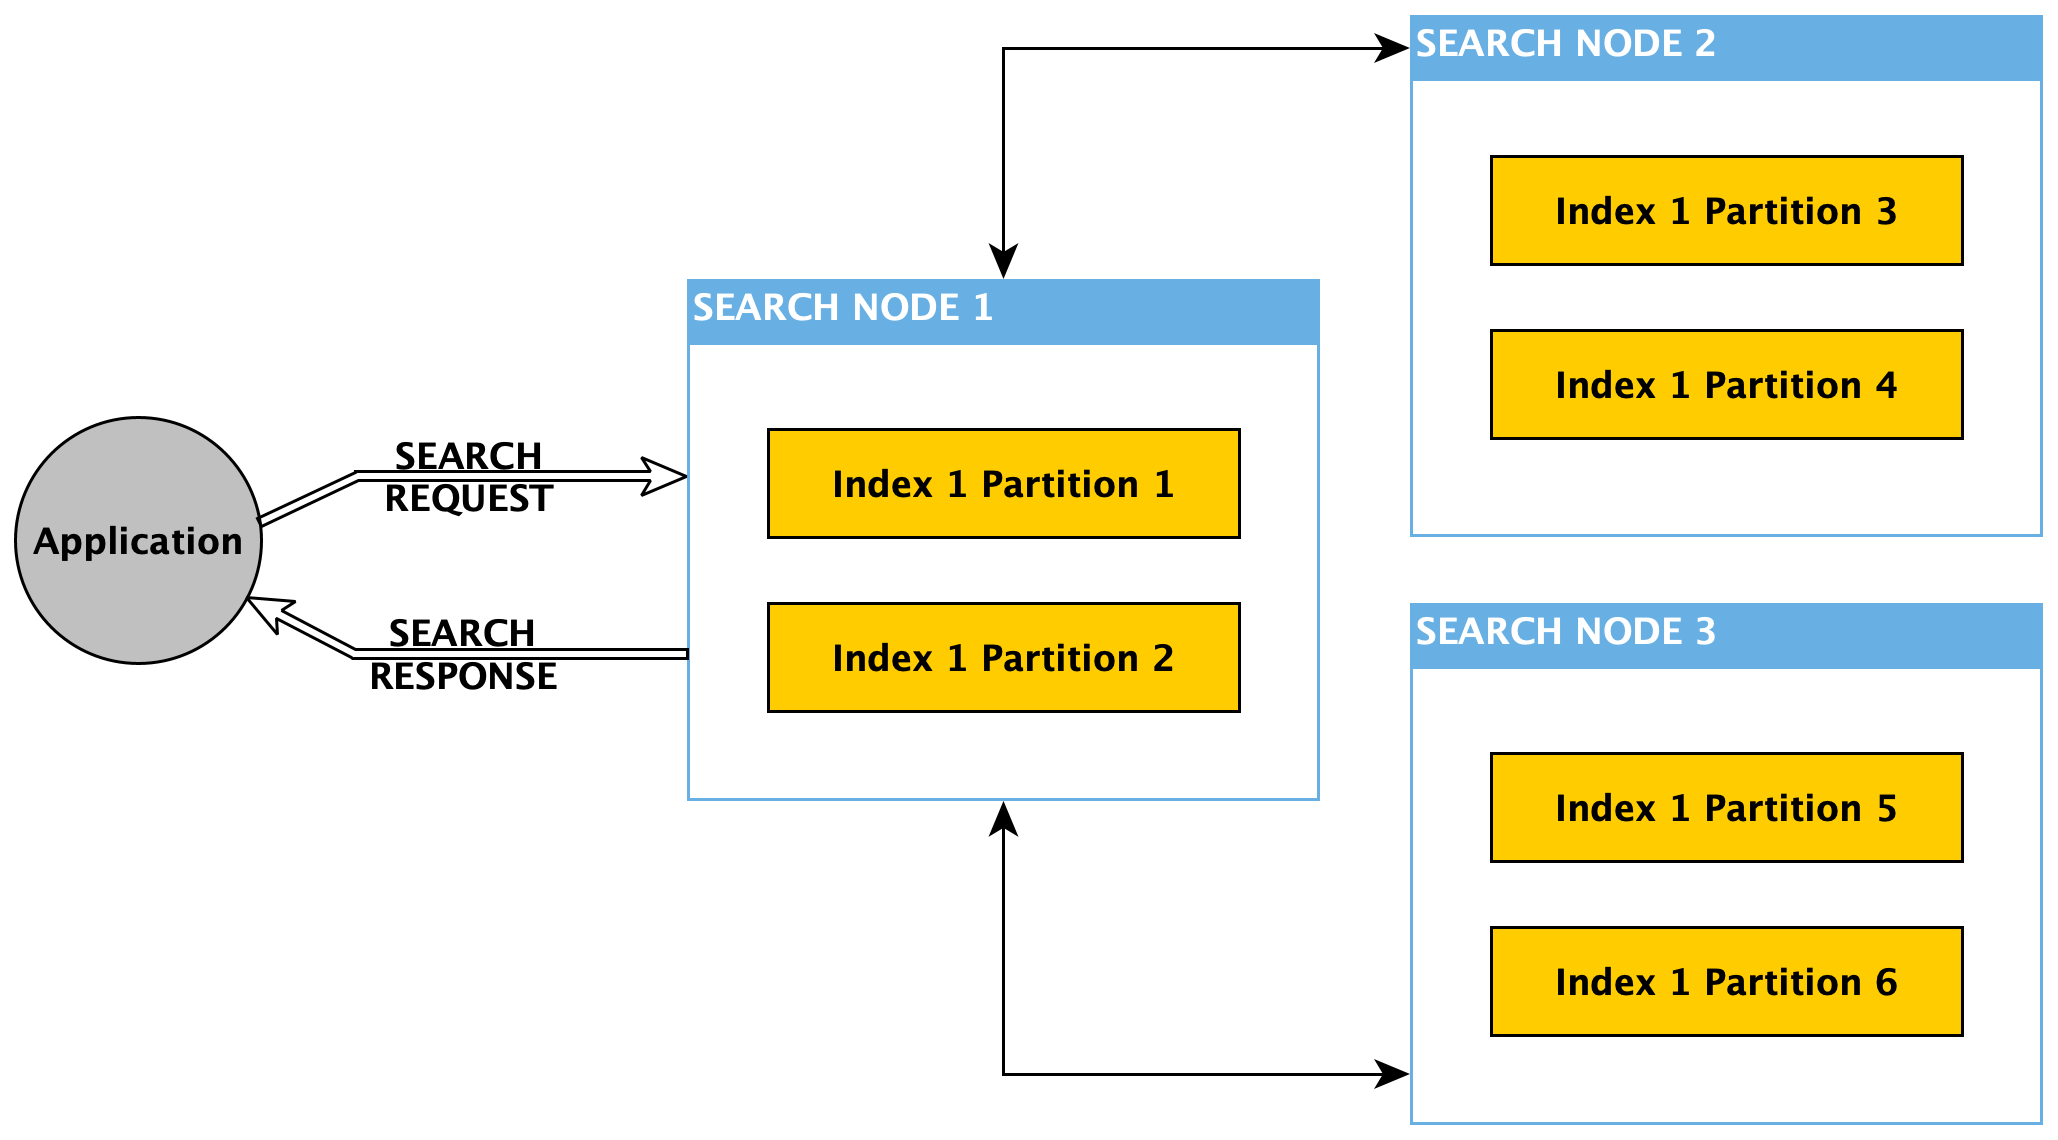 Application
SEARCH
REQUEST
SEARCH
RESPONSE
SEARCH NODE 1
Index 1 Partition 1
Index 1 Partition 2
SEARCH NODE 2
Index 1 Partition 3
Index 1 Partition 4
SEARCH NODE 3
Index 1 Partition 5
Index 1 Partition 6